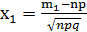 x₁ = (m₁−np)/√npq